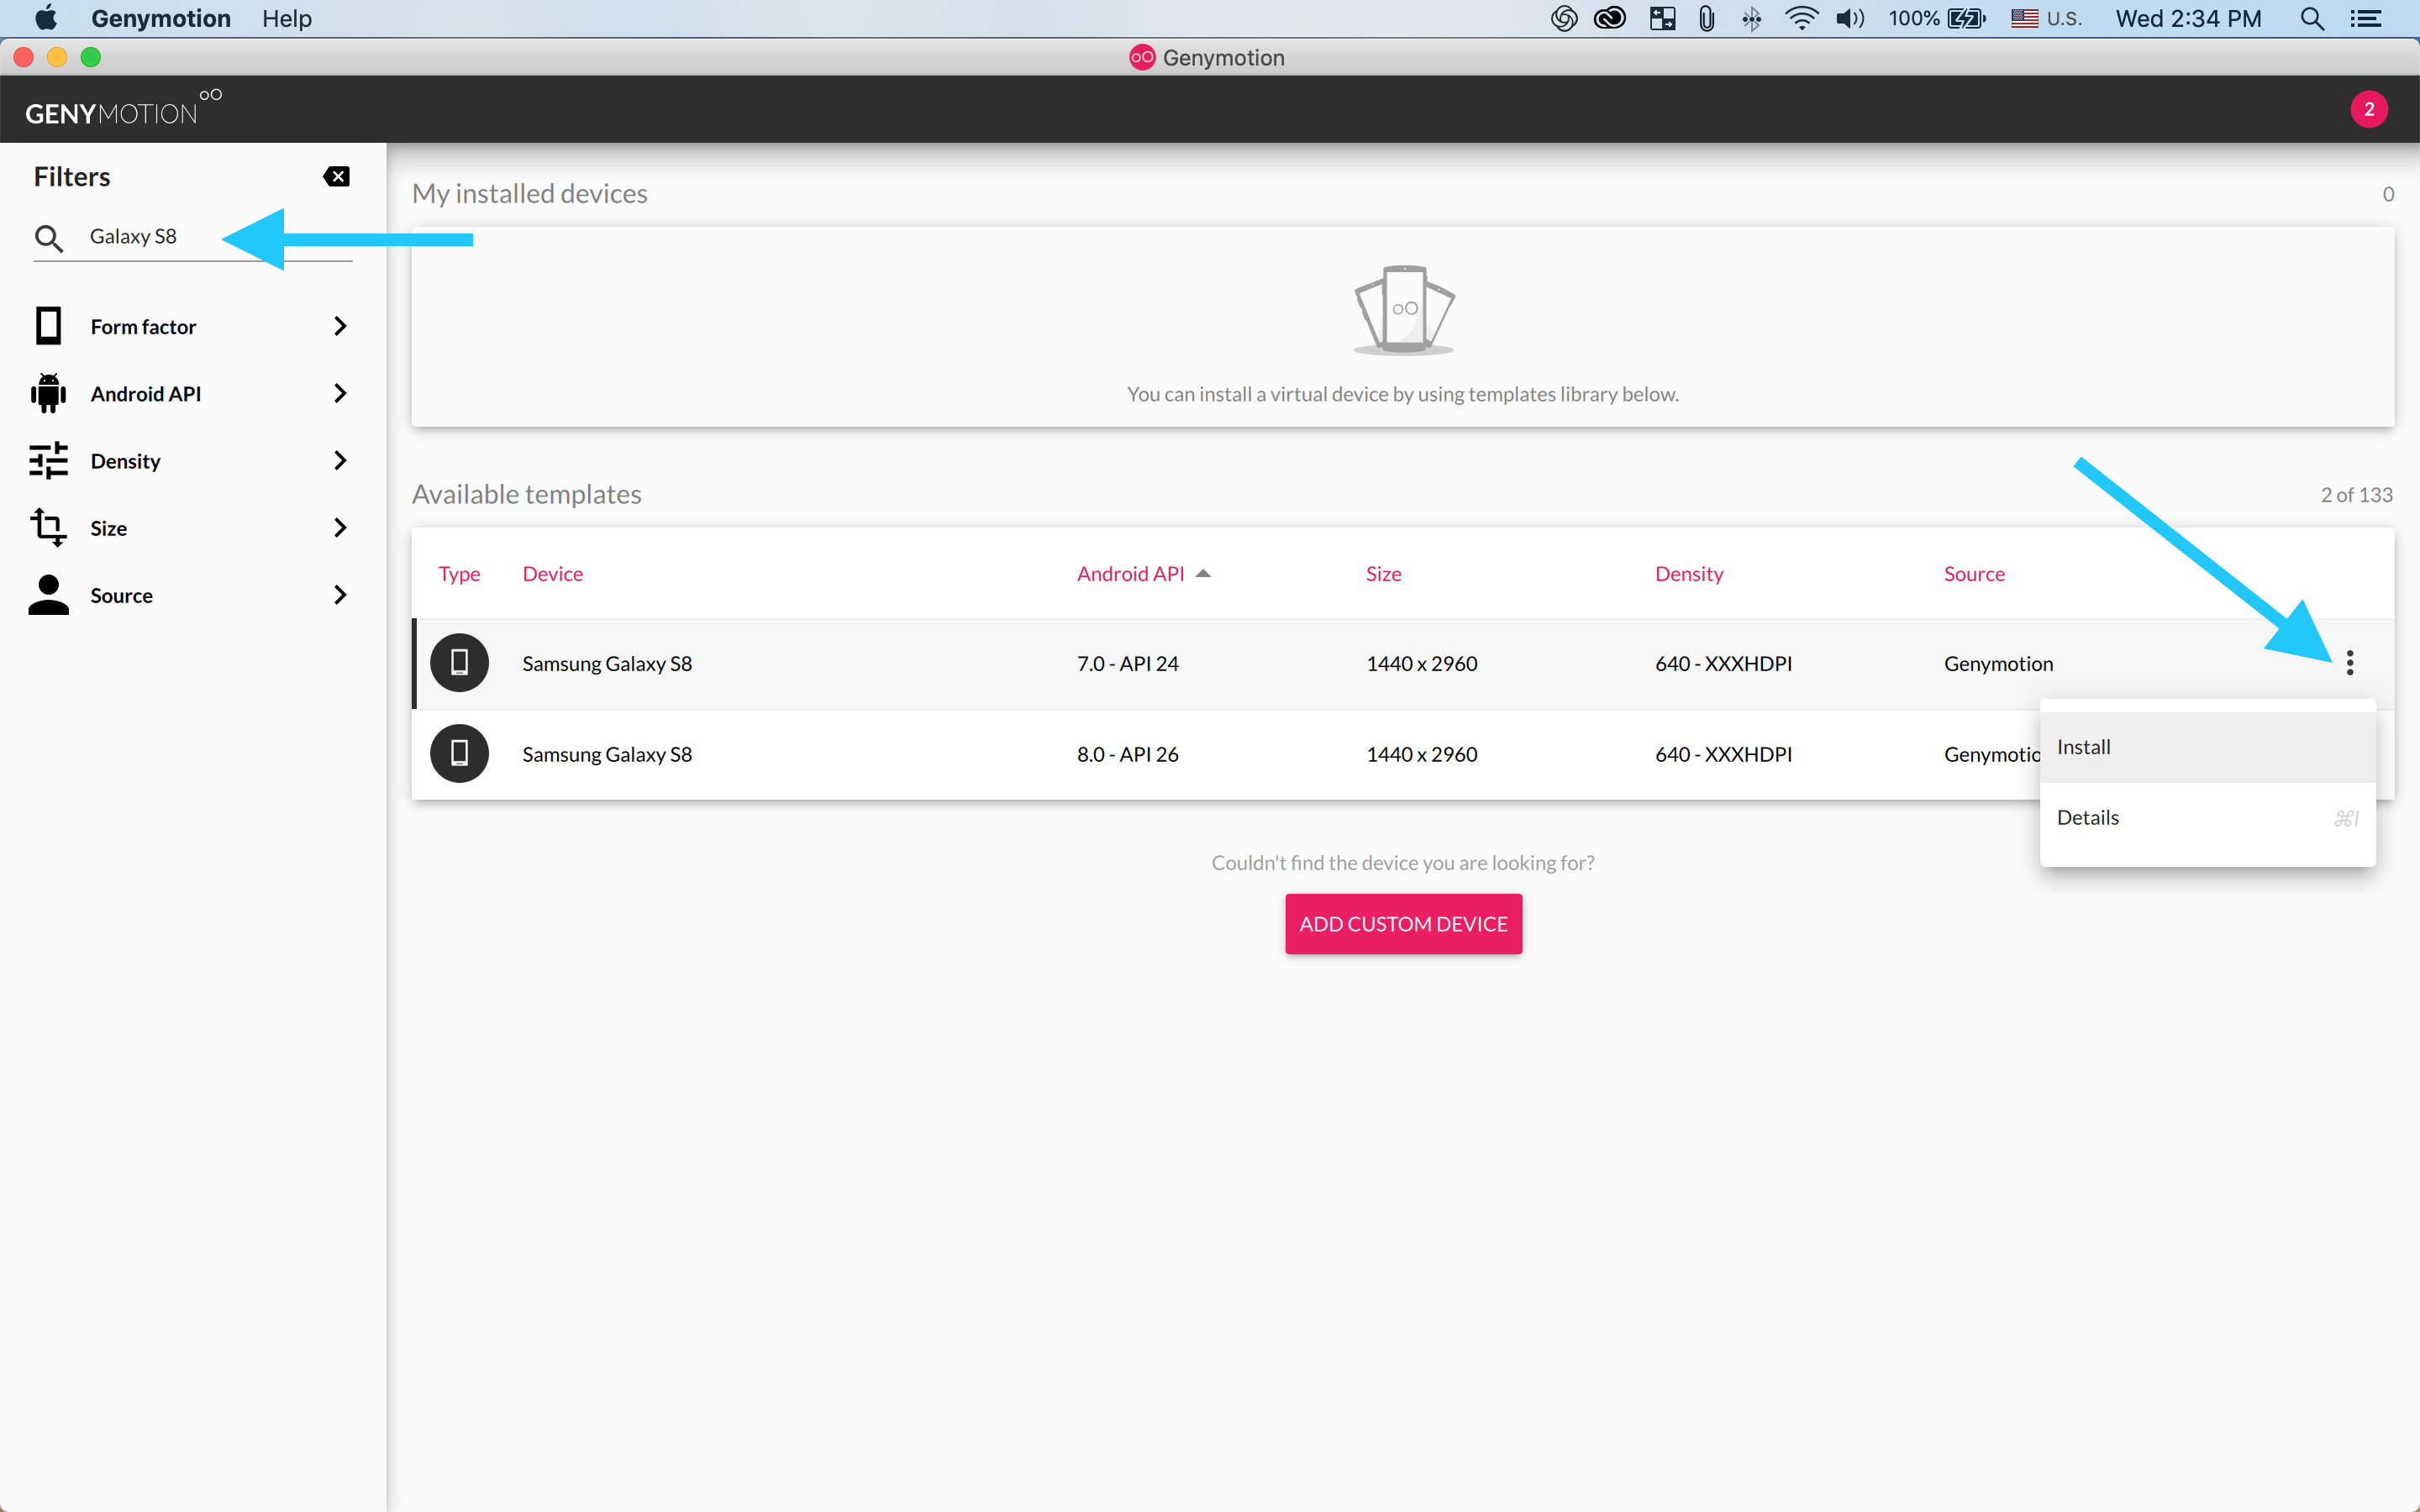 Genymotion Help 100% U.S. Wed 2:34 PM
Genymotion
GENYMOTION
2
Filters
Galaxy S8
Form factor
Android API
Density
Size
Source
My installed devices 0
You can install a virtual device by using templates library below.
Available templates 2 of 133
Type Device Android API Size Density Source
Samsung Galaxy S8 7.0 - API 24 1440 x 2960 640 - XXXHDPI Genymotion
Samsung Galaxy S8 8.0 - API 26 1440 x 2960 640 - XXXHDPI Genymotio
Install
Details ⌘I
Couldn't find the device you are looking for?
ADD CUSTOM DEVICE